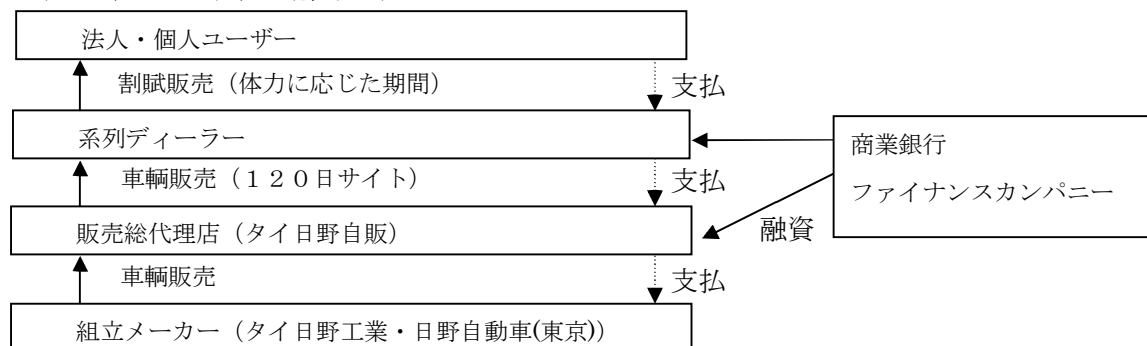 法人・個人ユーザー
割賦販売（体力に応じた期間）
支払
系列ディーラー
商業銀行
車輌販売（１２０日サイト）
支払
ファイナンスカンパニー
販売総代理店（タイ日野自販）
融資
車輌販売
支払
組立メーカー（タイ日野工業・日野自動車(東京)）